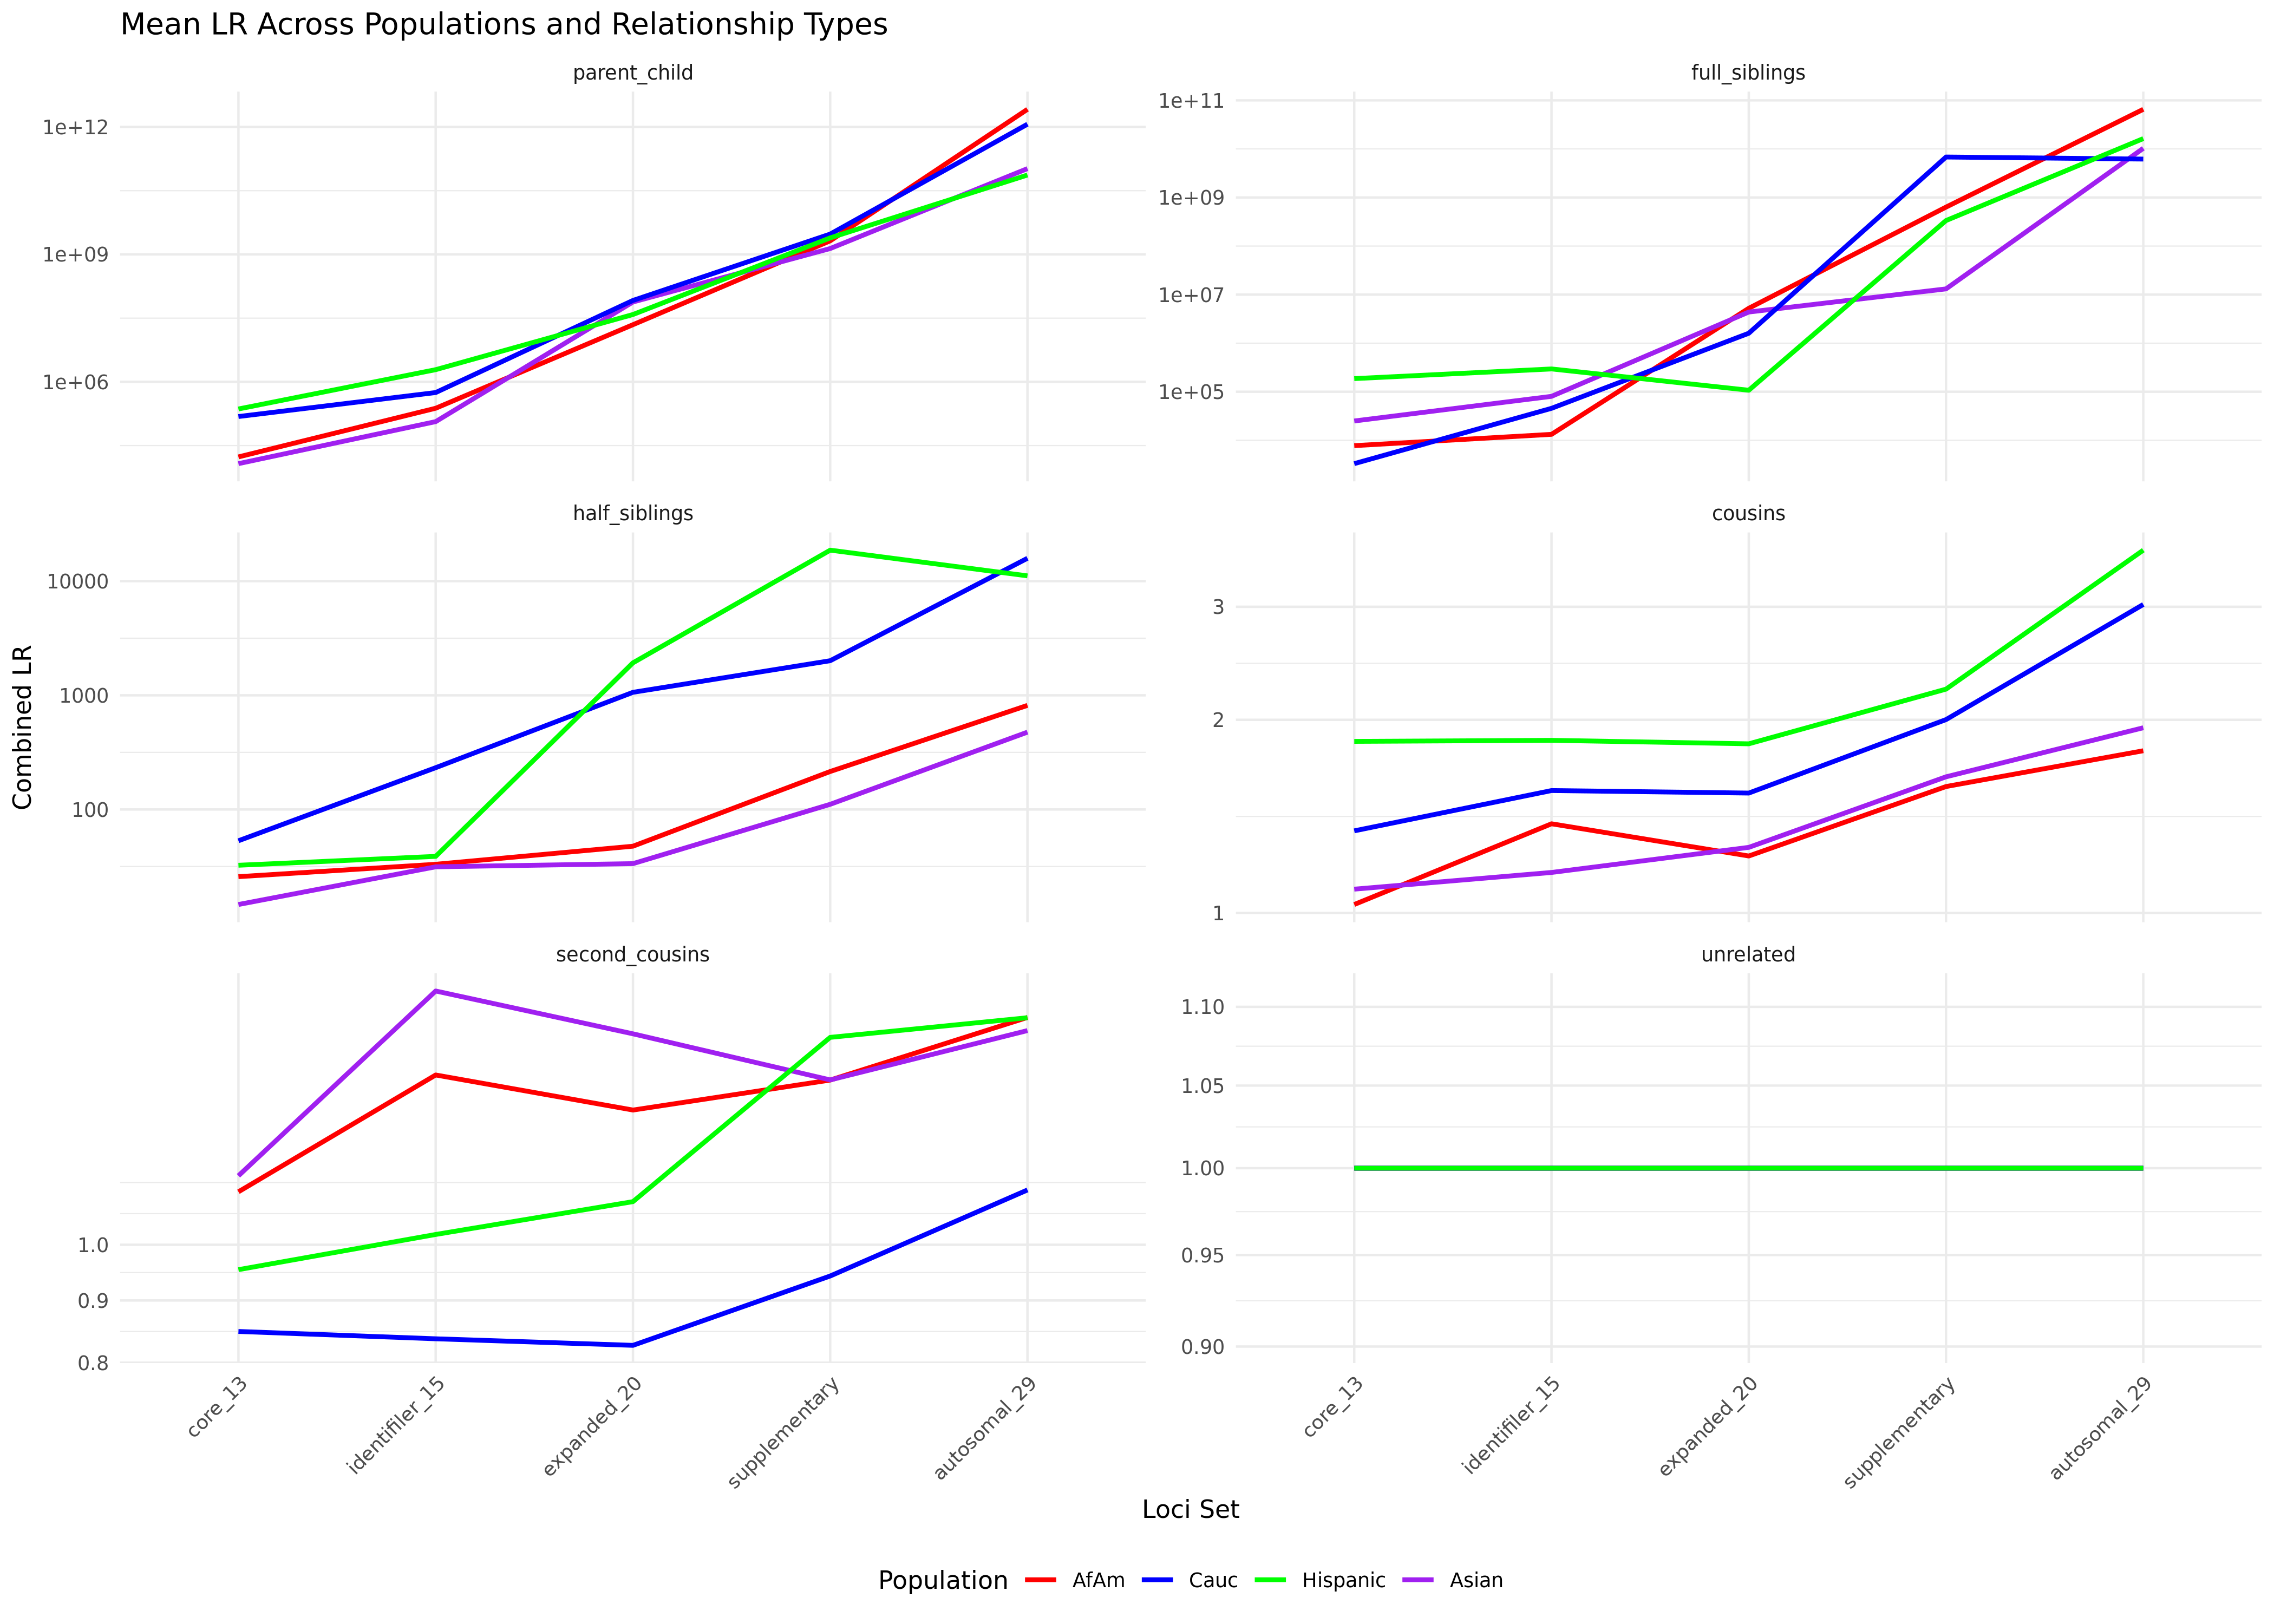 Mean LR Across Populations and Relationship Types
parent_child
1e+12
1e+09
1e+06
full_siblings
1e+11
1e+09
1e+07
1e+05
half_siblings
10000
1000
100
cousins
3
2
1
second_cousins
1.0
0.9
0.8
unrelated
1.10
1.05
1.00
0.95
0.90
Combined LR
core_13
identifiler_15
expanded_20
supplementary
autosomal_29
core_13
identifiler_15
expanded_20
supplementary
autosomal_29
Loci Set
Population AfAm Cauc Hispanic Asian